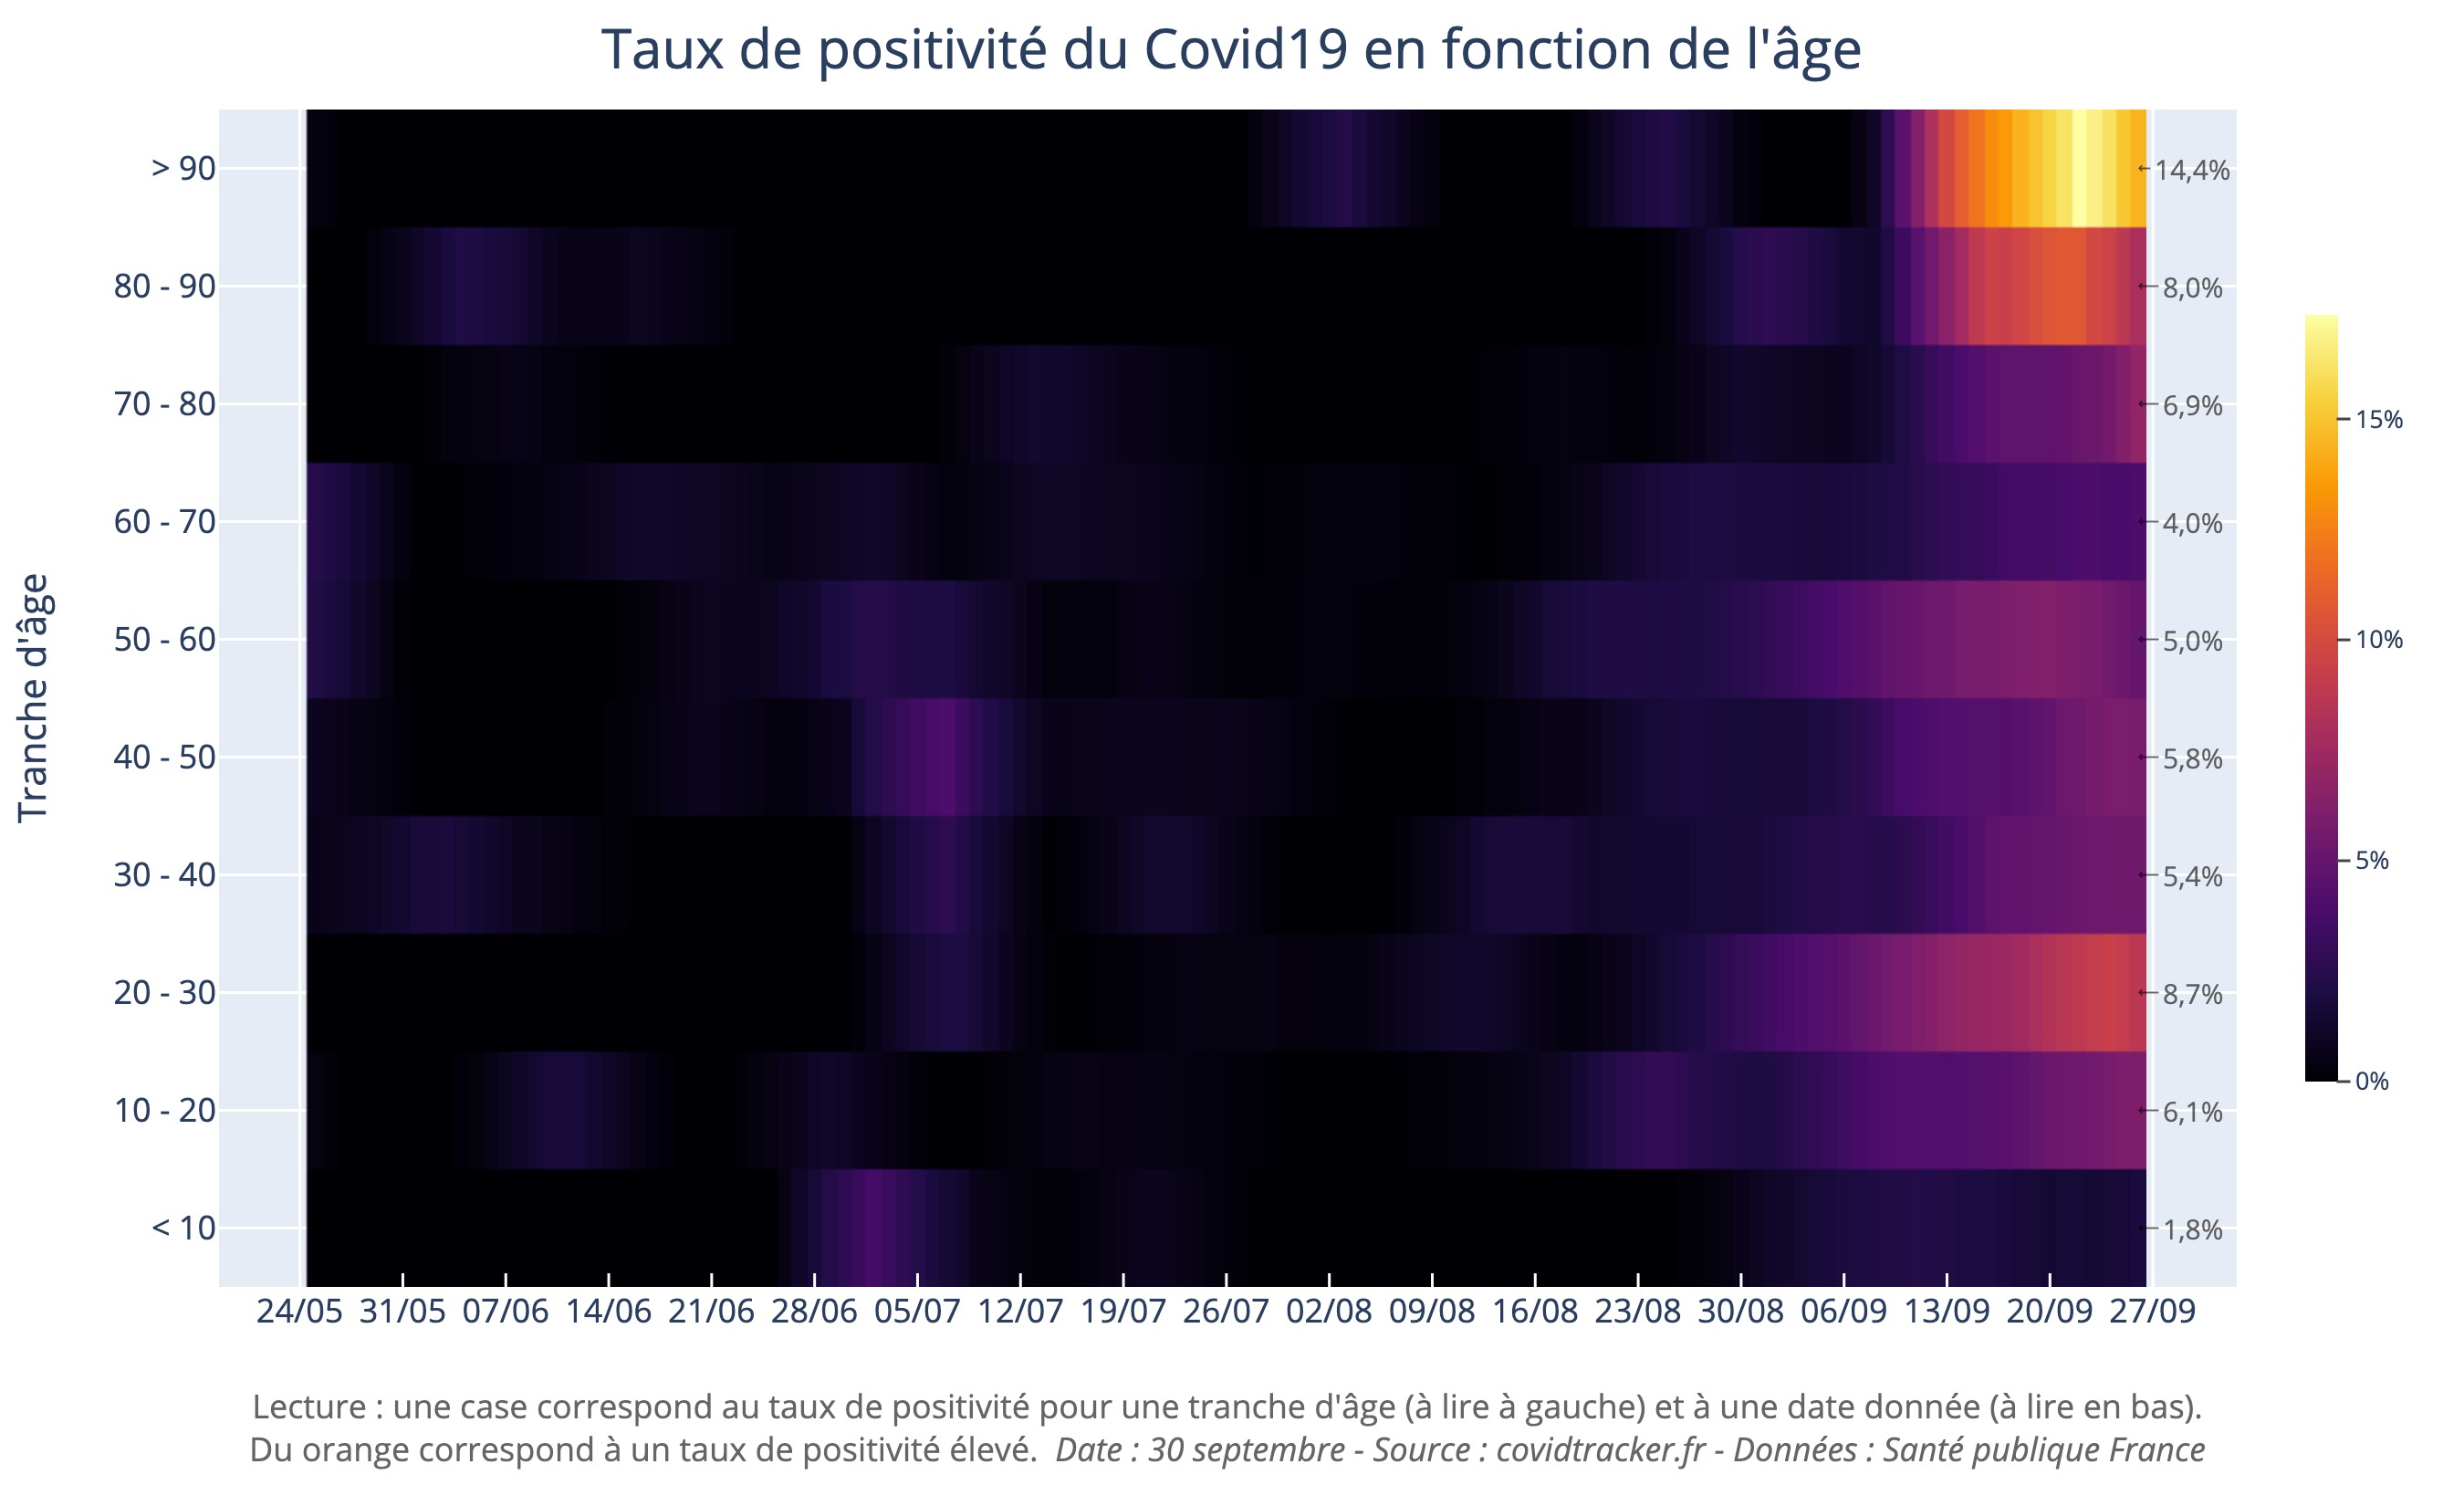 Taux de positivité du Covid19 en fonction de l'âge
Tranche d'âge
> 90
80 - 90
70 - 80
60 - 70
50 - 60
40 - 50
30 - 40
20 - 30
10 - 20
< 10
14,4%
8,0%
6,9%
4,0%
5,0%
5,8%
5,4%
8,7%
6,1%
1,8%
15%
10%
5%
0%
24/05 31/05 07/06 14/06 21/06 28/06 05/07 12/07 19/07 26/07 02/08 09/08 16/08 23/08 30/08 06/09 13/09 20/09 27/09
Lecture : une case correspond au taux de positivité pour une tranche d'âge (à lire à gauche) et à une date donnée (à lire en bas).
Du orange correspond à un taux de positivité élevé. Date : 30 septembre - Source : covidtracker.fr - Données : Santé publique France